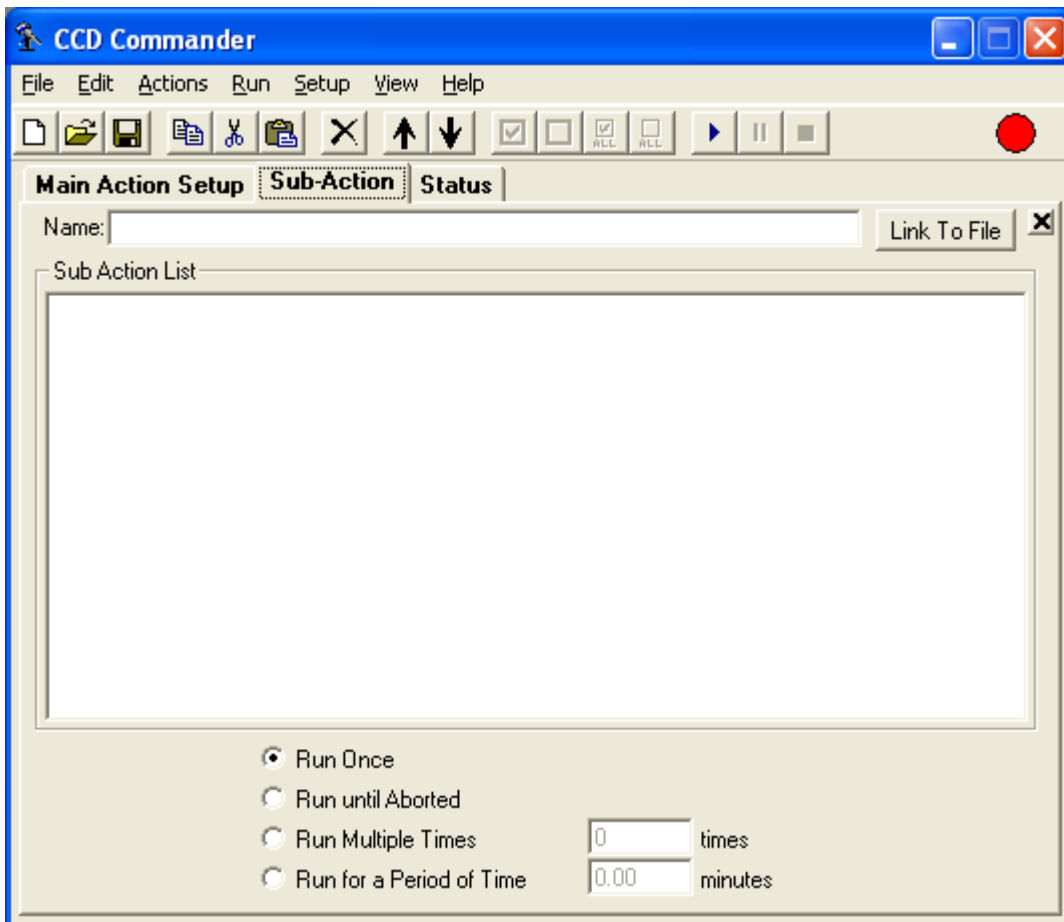 CCD Commander
File Edit Actions Run Setup View Help
ALL ALL
Main Action Setup Sub-Action Status
Name: Link To File
Sub Action List
Run Once
Run until Aborted
Run Multiple Times 0 times
Run for a Period of Time 0.00 minutes